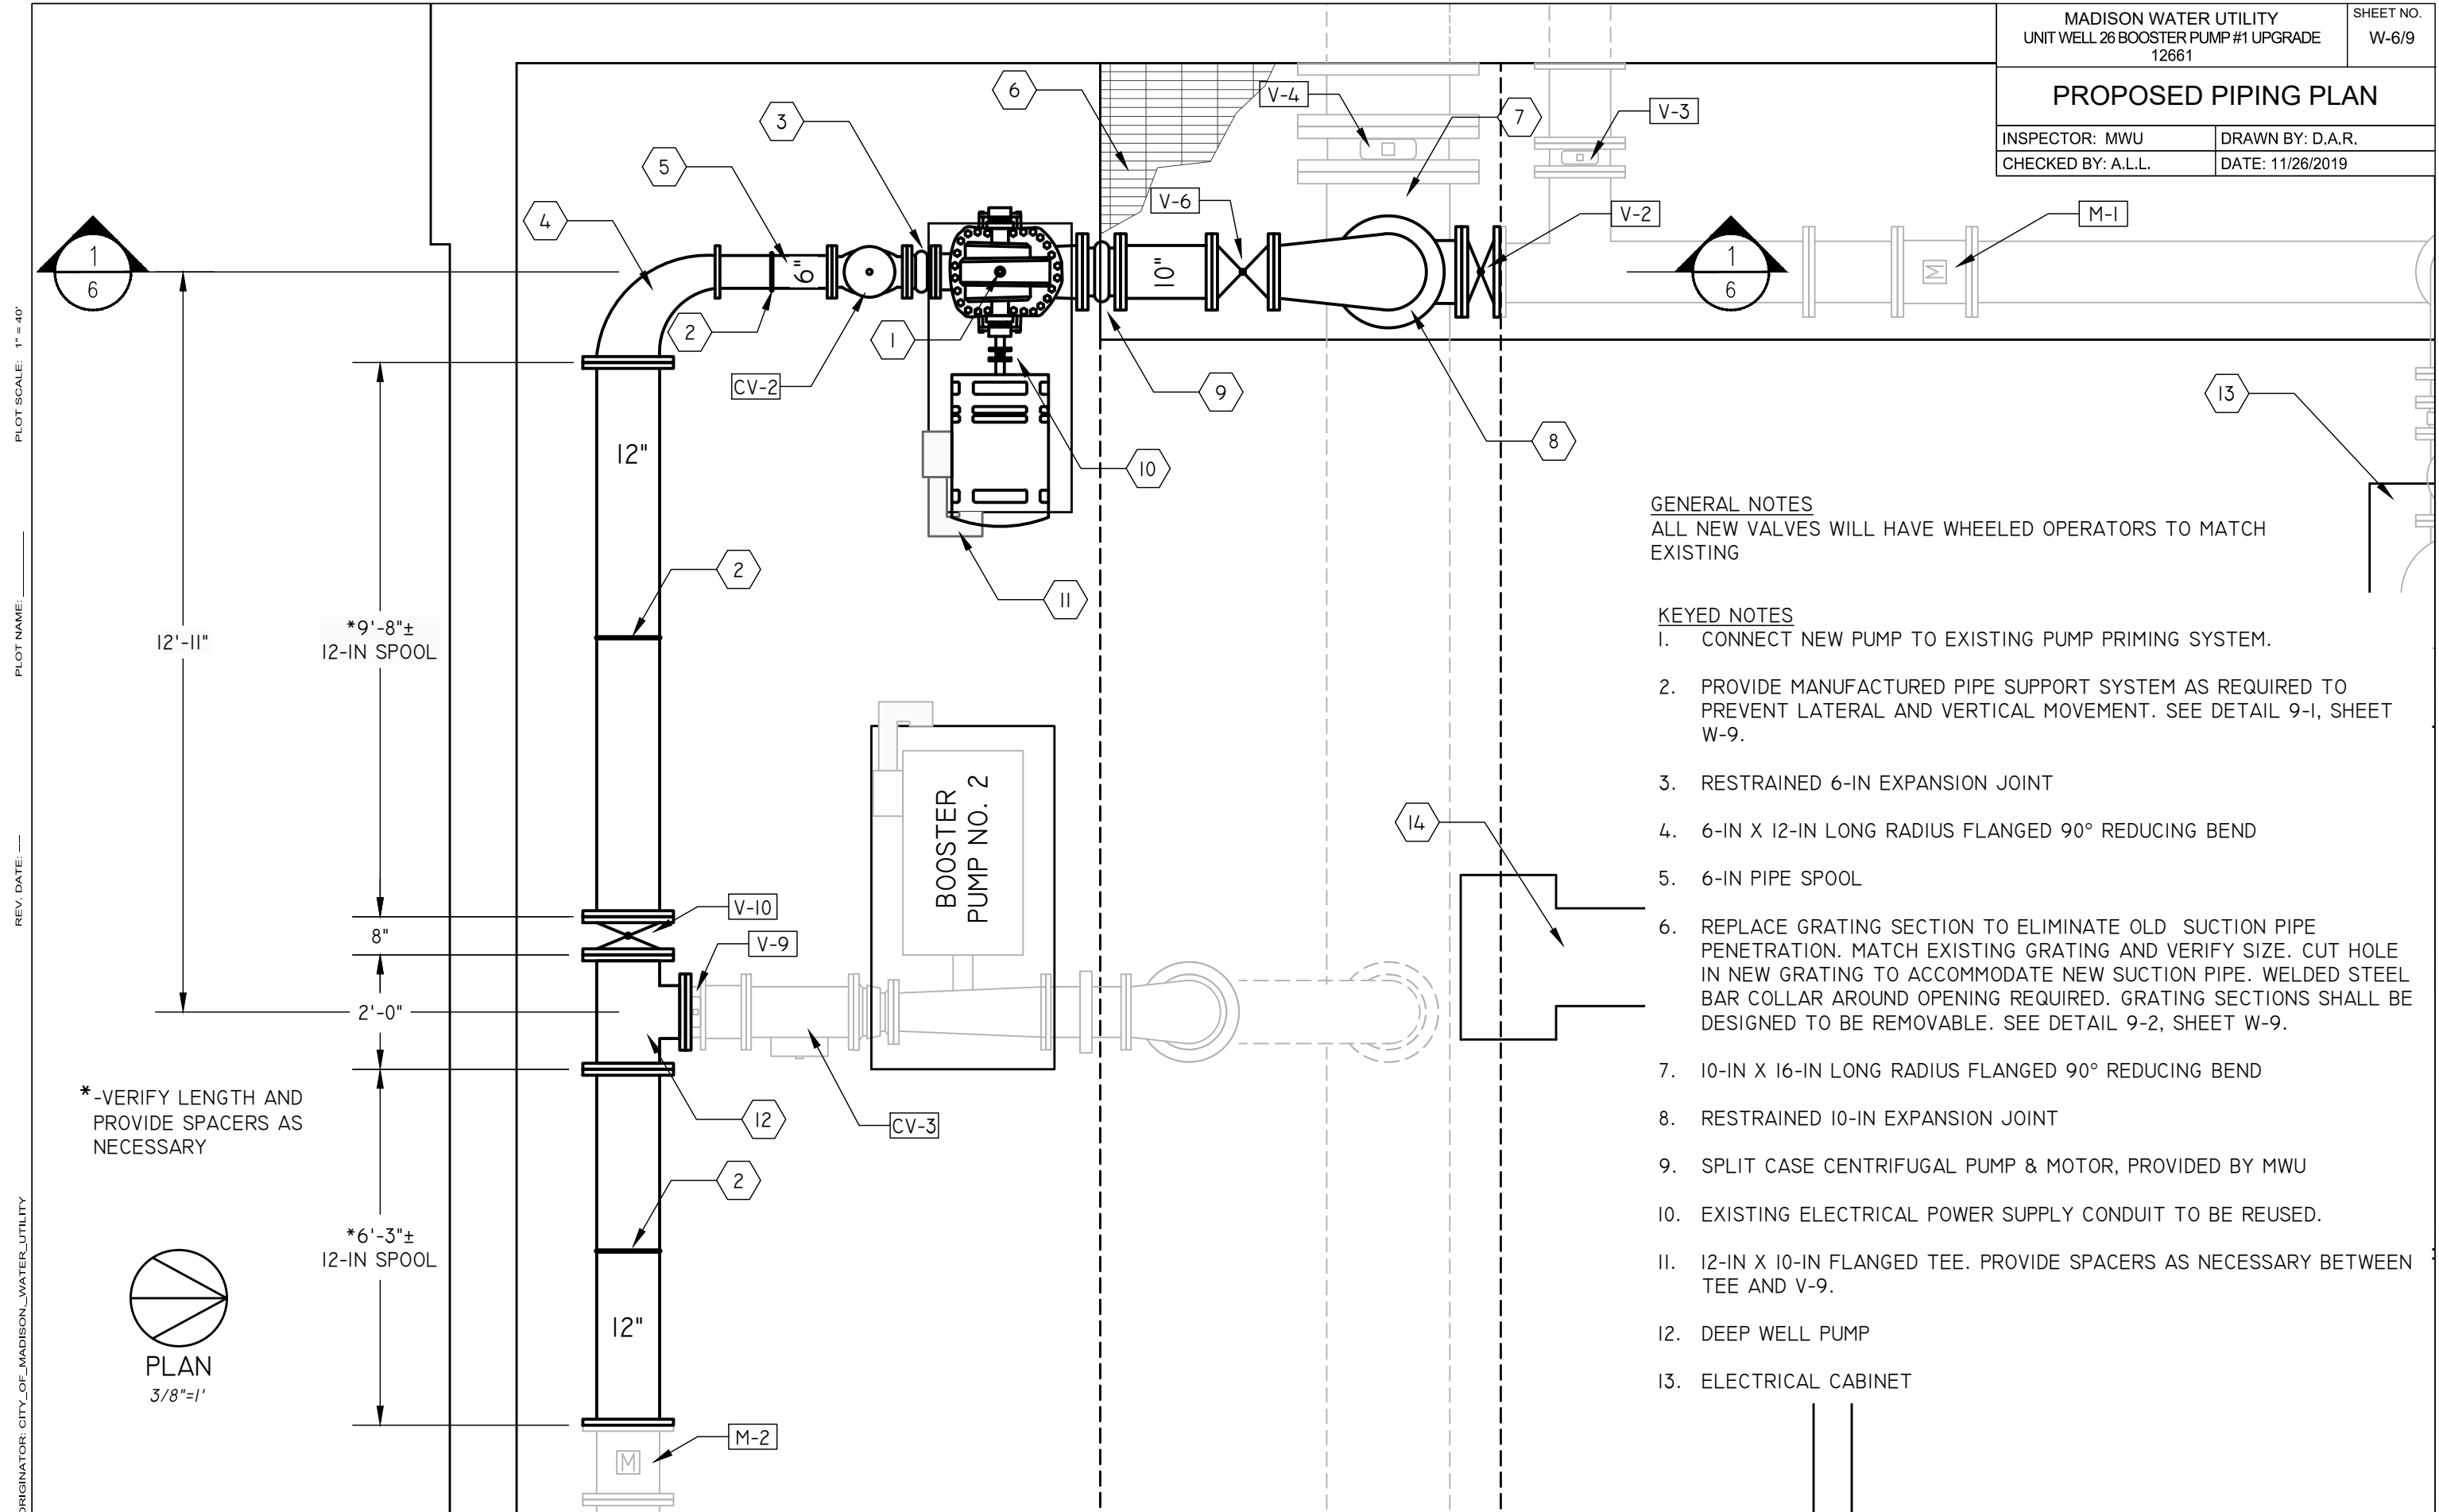 MADISON WATER UTILITY
UNIT WELL 26 BOOSTER PUMP #1 UPGRADE
12661
SHEET NO.
W-6/9
PROPOSED PIPING PLAN
INSPECTOR: MWU
DRAWN BY: D.A.R.
CHECKED BY: A.L.L.
DATE: 11/26/2019
PLOT SCALE: 1" = 40'
PLOT NAME:
REV. DATE: __
ORIGINATOR: CITY_OF_MADISON,_WATER_UTILITY
6
V-4
7
V-3
3
5
4
V-6
V-2
M-1
1
6
6"
10"
1
6
2
1
CV-2
9
13
8
12"
10
2
11
12'-11"
*9'-8"±
12-IN SPOOL
BOOSTER
PUMP NO. 2
14
V-10
8"
V-9
2'-0"
*-VERIFY LENGTH AND
PROVIDE SPACERS AS
NECESSARY
12
CV-3
2
*6'-3"±
12-IN SPOOL
12"
PLAN
3/8"=1'
M-2
M
M
GENERAL NOTES
ALL NEW VALVES WILL HAVE WHEELED OPERATORS TO MATCH
EXISTING
KEYED NOTES
1. CONNECT NEW PUMP TO EXISTING PUMP PRIMING SYSTEM.
2. PROVIDE MANUFACTURED PIPE SUPPORT SYSTEM AS REQUIRED TO
PREVENT LATERAL AND VERTICAL MOVEMENT. SEE DETAIL 9-1, SHEET
W-9.
3. RESTRAINED 6-IN EXPANSION JOINT
4. 6-IN X 12-IN LONG RADIUS FLANGED 90° REDUCING BEND
5. 6-IN PIPE SPOOL
6. REPLACE GRATING SECTION TO ELIMINATE OLD SUCTION PIPE
PENETRATION. MATCH EXISTING GRATING AND VERIFY SIZE. CUT HOLE
IN NEW GRATING TO ACCOMMODATE NEW SUCTION PIPE. WELDED STEEL
BAR COLLAR AROUND OPENING REQUIRED. GRATING SECTIONS SHALL BE
DESIGNED TO BE REMOVABLE. SEE DETAIL 9-2, SHEET W-9.
7. 10-IN X 16-IN LONG RADIUS FLANGED 90° REDUCING BEND
8. RESTRAINED 10-IN EXPANSION JOINT
9. SPLIT CASE CENTRIFUGAL PUMP & MOTOR, PROVIDED BY MWU
10. EXISTING ELECTRICAL POWER SUPPLY CONDUIT TO BE REUSED.
11. 12-IN X 10-IN FLANGED TEE. PROVIDE SPACERS AS NECESSARY BETWEEN
TEE AND V-9.
12. DEEP WELL PUMP
13. ELECTRICAL CABINET